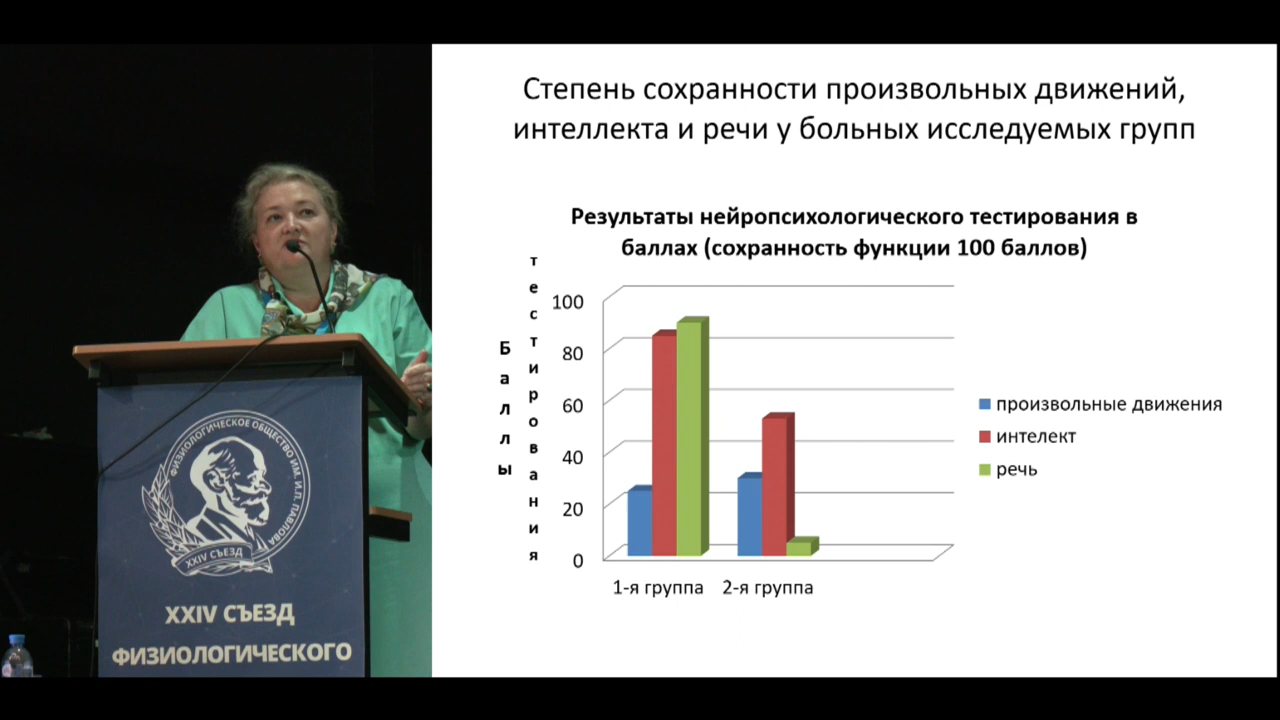 Степень сохранности произвольных движений,
интеллекта и речи у больных исследуемых групп
Результаты нейропсихологического тестирования в
баллах (сохранность функции 100 баллов)
Баллы
тестирования
100
80
60
40
20
0
1-я группа 2-я группа
произвольные движения
интелект
речь
ФИЗИОЛОГИЧЕСКОЕ ОБЩЕСТВО ИМ. И.П. ПАВЛОВА
XXIV СЪЕЗД
XXIV СЪЕЗД
ФИЗИОЛОГИЧЕСКОГО